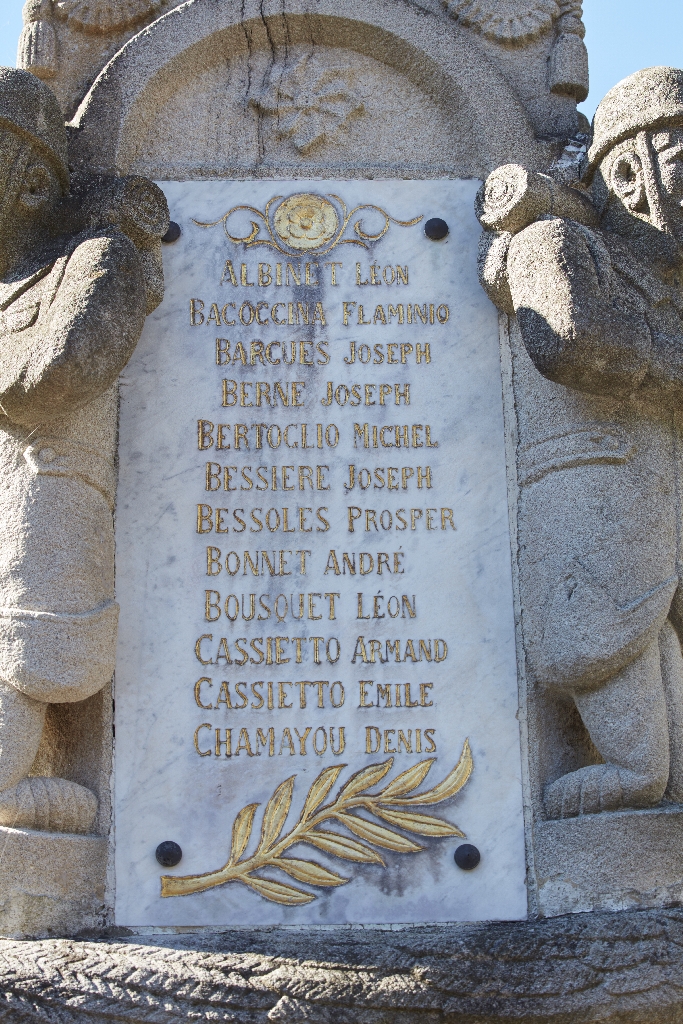 ALBINET LÉON
BACOCCINA FLAMINIO
BARGUES JOSEPH
BERNE JOSEPH
BERTOGLIO MICHEL
BESSIERE JOSEPH
BESSOLES PROSPER
BONNET ANDRÉ
BOUSQUET LÉON
CASSIETTO ARMAND
CASSIETTO EMILE
CHAMAYOU DENIS